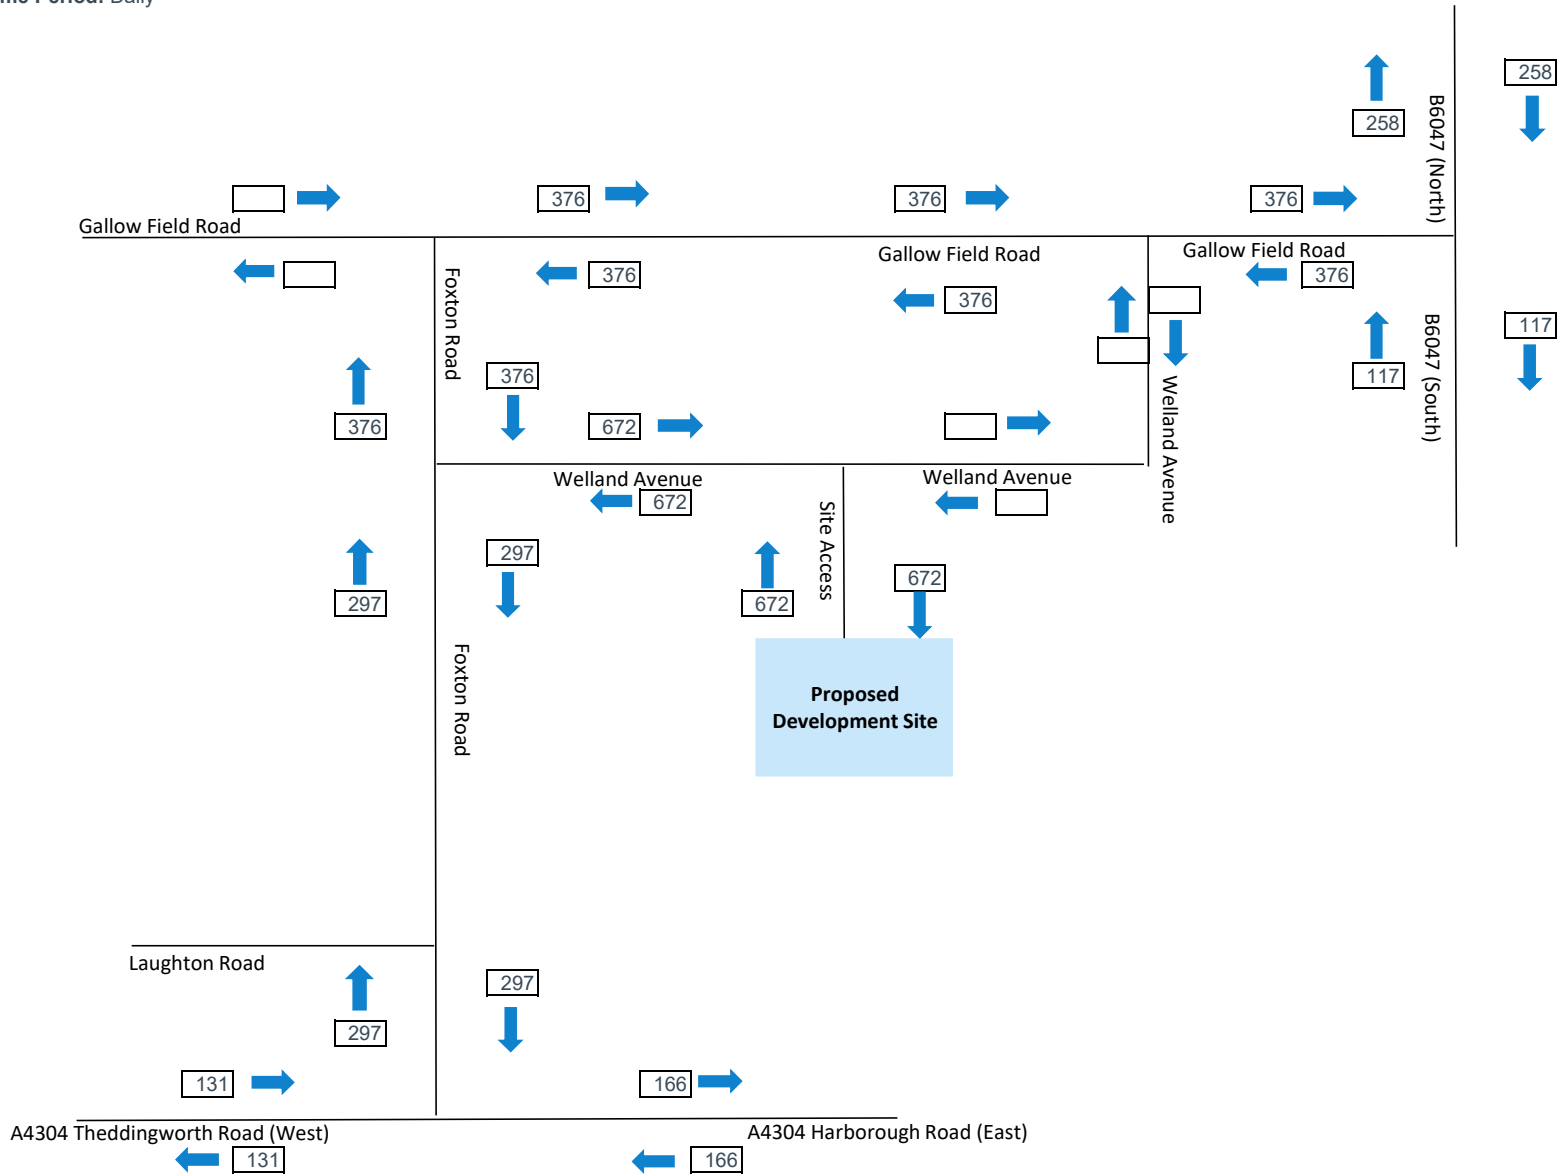 Period: Daily
258
258
B6047 (North)
376
376
376
Gallow Field Road
Gallow Field Road
Gallow Field Road
376
376
376
Foxton Road
117
117
B6047 (South)
376
376
672
Welland Avenue
Welland Avenue
Welland Avenue
672
Site Access
297
297
672
672
Foxton Road
Proposed
Development Site
Laughton Road
297
297
131
166
A4304 Theddingworth Road (West)
A4304 Harborough Road (East)
131
166